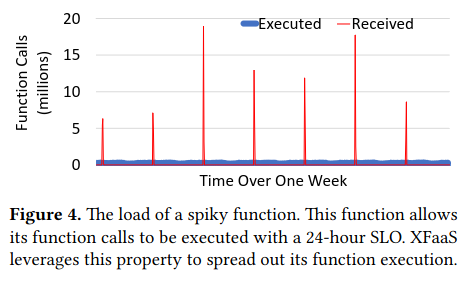 20
Executed
Received
15
10
5
0
Function Calls
(millions)
Time Over One Week
Figure 4. The load of a spiky function. This function allows
its function calls to be executed with a 24-hour SLO. XFaaS
leverages this property to spread out its function execution.